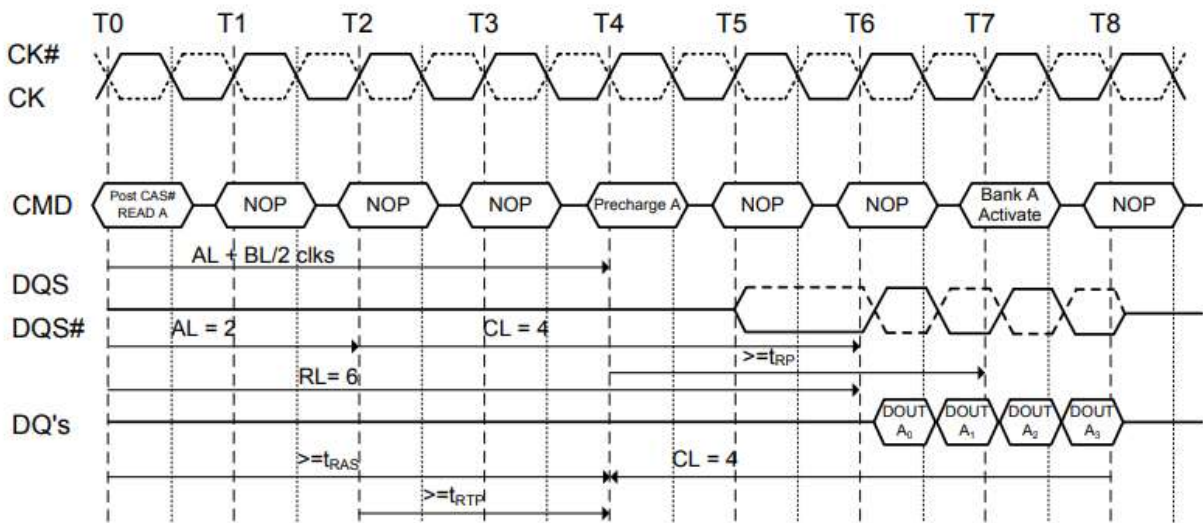 T0 T1 T2 T3 T4 T5 T6 T7 T8
CK#
CK
CMD
Post CAS#
READ A
NOP
NOP
NOP
Precharge A
NOP
NOP
Bank A
Activate
NOP
AL + BL/2 clks
DQS
DQS#
AL = 2
CL = 4
>=tRP
RL= 6
DQ's
DOUT
A0
DOUT
A1
DOUT
A2
DOUT
A3
>=tRAS
CL = 4
>=tRTP